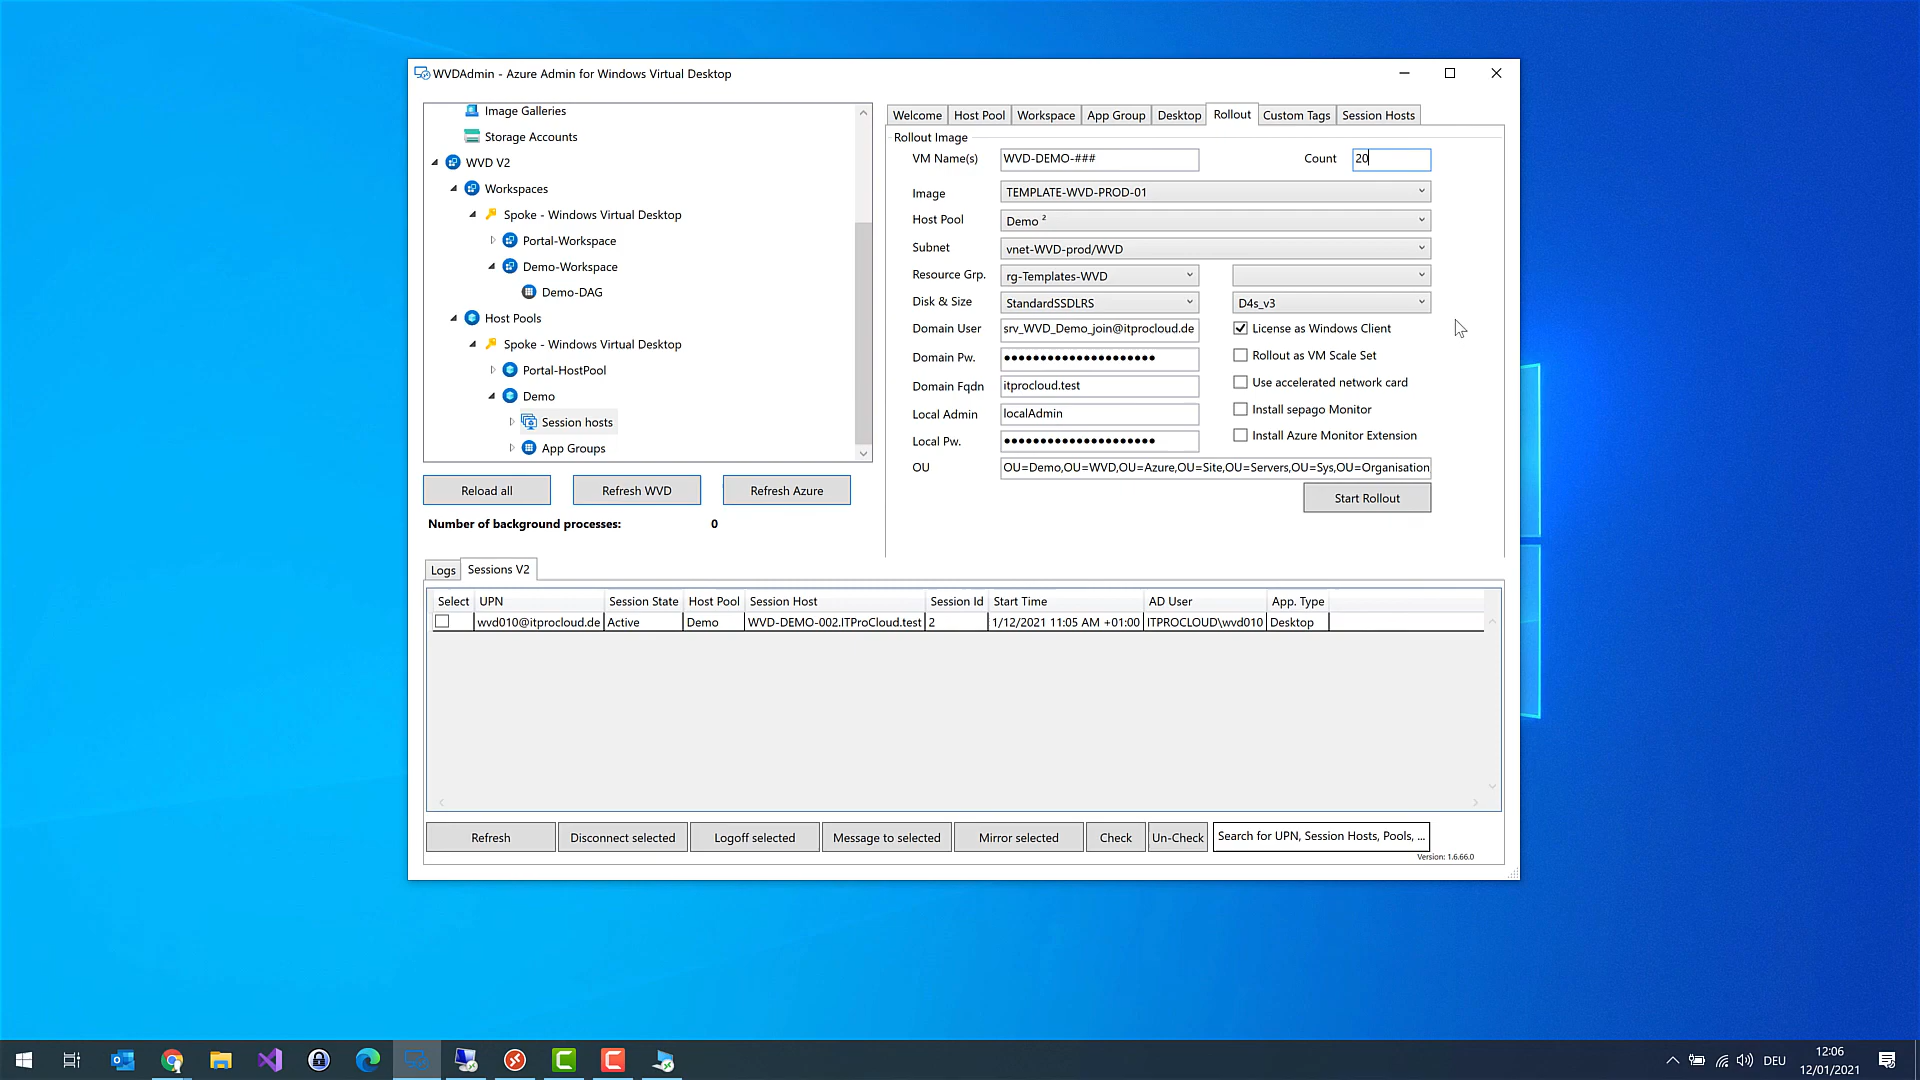 WVDAdmin - Azure Admin for Windows Virtual Desktop
Image Galleries
Storage Accounts
WVD V2
Workspaces
Spoke - Windows Virtual Desktop
Portal-Workspace
Demo-Workspace
Demo-DAG
Host Pools
Spoke - Windows Virtual Desktop
Portal-HostPool
Demo
Session hosts
App Groups
Reload all Refresh WVD Refresh Azure
Number of background processes: 0
Welcome Host Pool Workspace App Group Desktop Rollout Custom Tags Session Hosts
Rollout Image
VM Name(s) WVD-DEMO-### Count 20
Image TEMPLATE-WVD-PROD-01
Host Pool Demo ²
Subnet vnet-WVD-prod/WVD
Resource Grp. rg-Templates-WVD
Disk & Size StandardSSDLRS D4s_v3
Domain User srv_WVD_Demo_join@itprocloud.de License as Windows Client
Domain Pw. ●●●●●●●●●●●●●●●●●●●●● Rollout as VM Scale Set
Domain Fqdn itprocloud.test Use accelerated network card
Local Admin localAdmin Install sepago Monitor
Local Pw. ●●●●●●●●●●●●●●●●●●●●● Install Azure Monitor Extension
OU OU=Demo,OU=WVD,OU=Azure,OU=Site,OU=Servers,OU=Sys,OU=Organisation
Start Rollout
Logs Sessions V2
Select UPN Session State Host Pool Session Host Session Id Start Time AD User App. Type
wvd010@itprocloud.de Active Demo WVD-DEMO-002.ITProCloud.test 2 1/12/2021 11:05 AM +01:00 ITPROCLOUD\wvd010 Desktop
Refresh Disconnect selected Logoff selected Message to selected Mirror selected Check Un-Check Search for UPN, Session Hosts, Pools, ...
Version: 1.6.66.0
DEU 12:06
12/01/2021